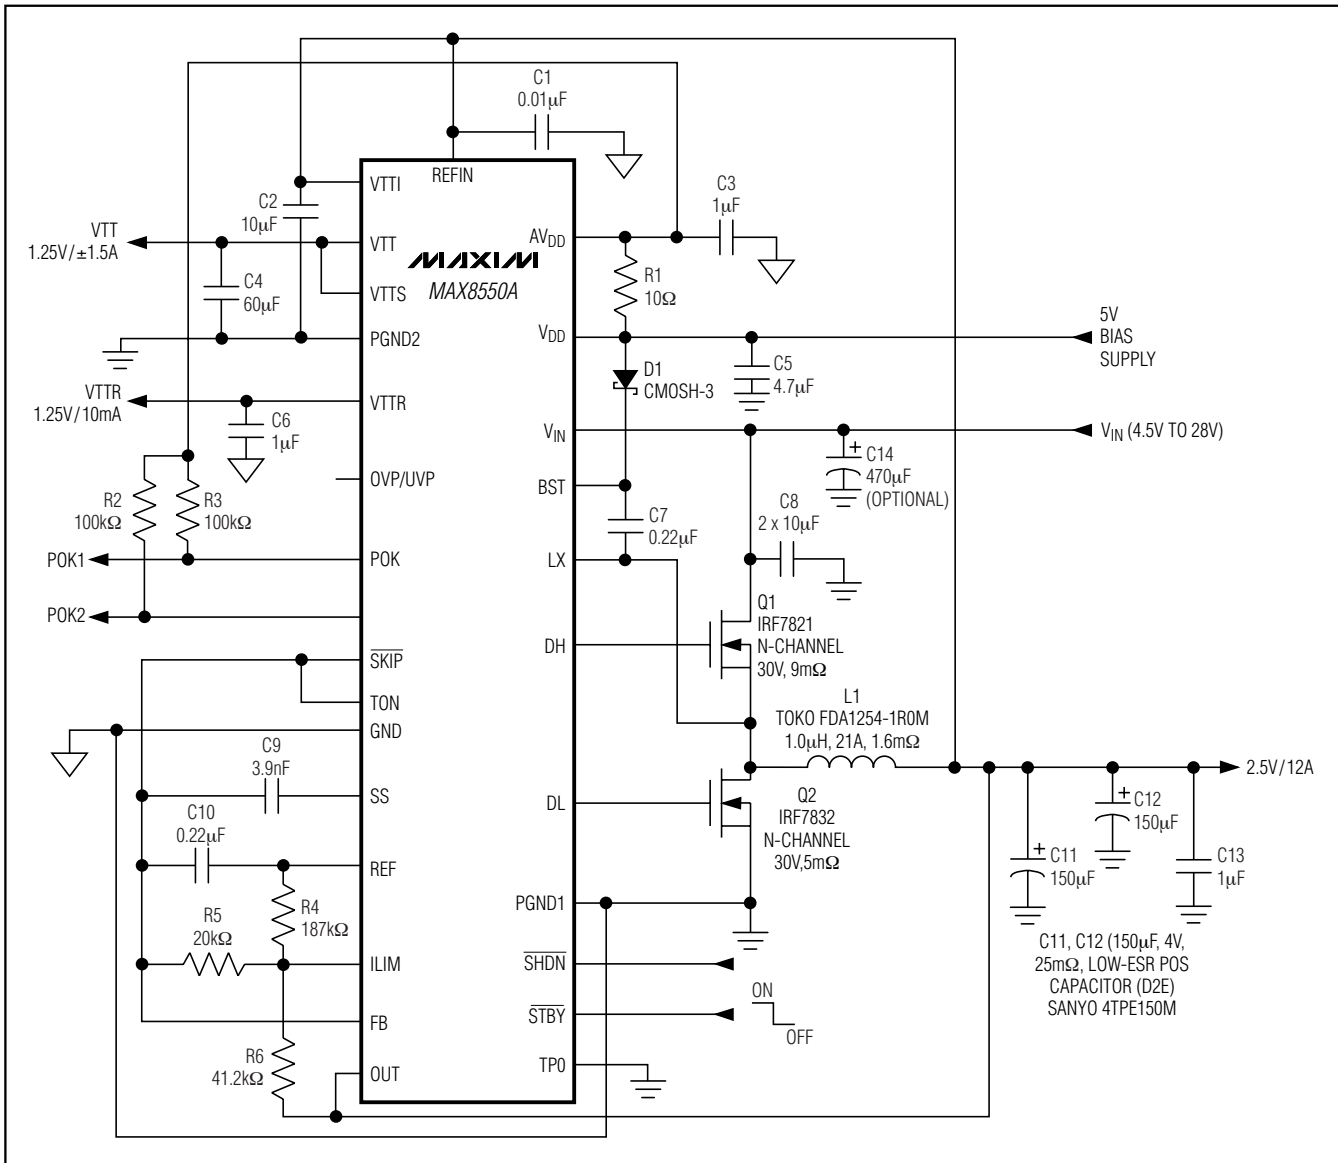 C1
0.01µF
REFIN
VTTI
C2
10µF
C3
1µF
VTT
1.25V/±1.5A
VTT
AVDD
MAXIM
MAX8550A
C4
60µF
VTTS
R1
10Ω
PGND2
VDD
5V
BIAS
SUPPLY
D1
CMOSH-3
C5
4.7µF
VTTR
1.25V/10mA
VTTR
C6
1µF
VIN
VIN (4.5V TO 28V)
C14
470µF
(OPTIONAL)
OVP/UVP
BST
R2
100kΩ
R3
100kΩ
C7
0.22µF
C8
2 x 10µF
POK1
POK
LX
POK2
Q1
IRF7821
N-CHANNEL
30V, 9mΩ
DH
SKIP
TON
L1
TOKO FDA1254-1R0M
1.0µH, 21A, 1.6mΩ
GND
C9
3.9nF
2.5V/12A
SS
DL
Q2
IRF7832
N-CHANNEL
30V,5mΩ
C12
150µF
C10
0.22µF
C11
150µF
C13
1µF
REF
R4
187kΩ
PGND1
R5
20kΩ
C11, C12 (150µF, 4V,
25mΩ, LOW-ESR POS
CAPACITOR (D2E)
SANYO 4TPE150M
ILIM
SHDN
ON
OFF
STBY
FB
R6
41.2kΩ
OUT
TP0